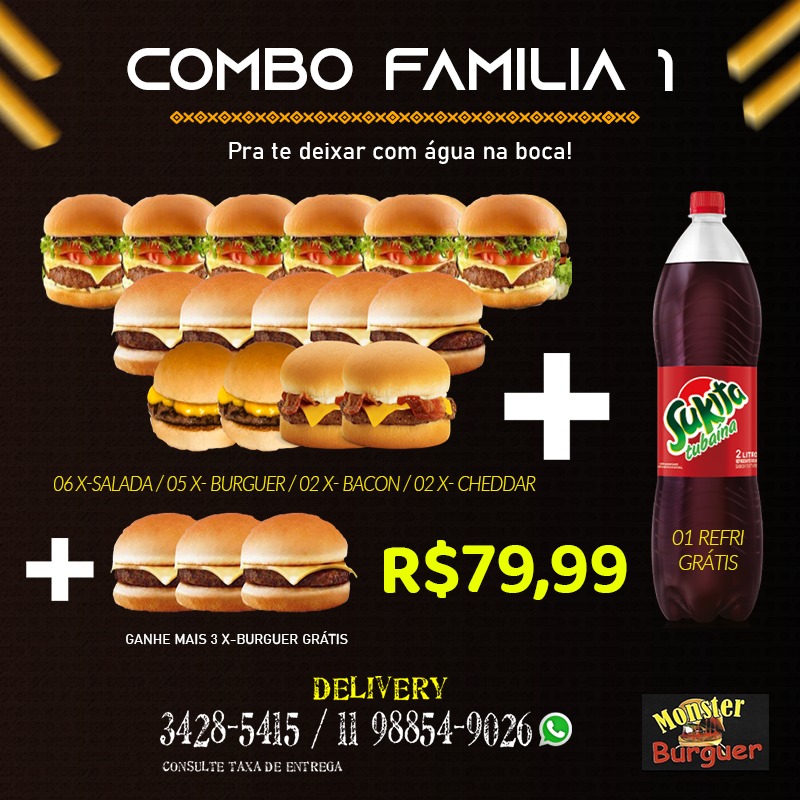 COMBO FAMILIA 1
Pra te deixar com água na boca!
Sukita
tubaína
2 LITRO
06 X-SALADA / 05 X- BURGUER / 02 X- BACON / 02 X- CHEDDAR
01 REFRI
GRÁTIS
R$79,99
GANHE MAIS 3 X-BURGUER GRÁTIS
DELIVERY
3428-5415 / 11 98854-9026
CONSULTE TAXA DE ENTREGA
Monster
Burguer